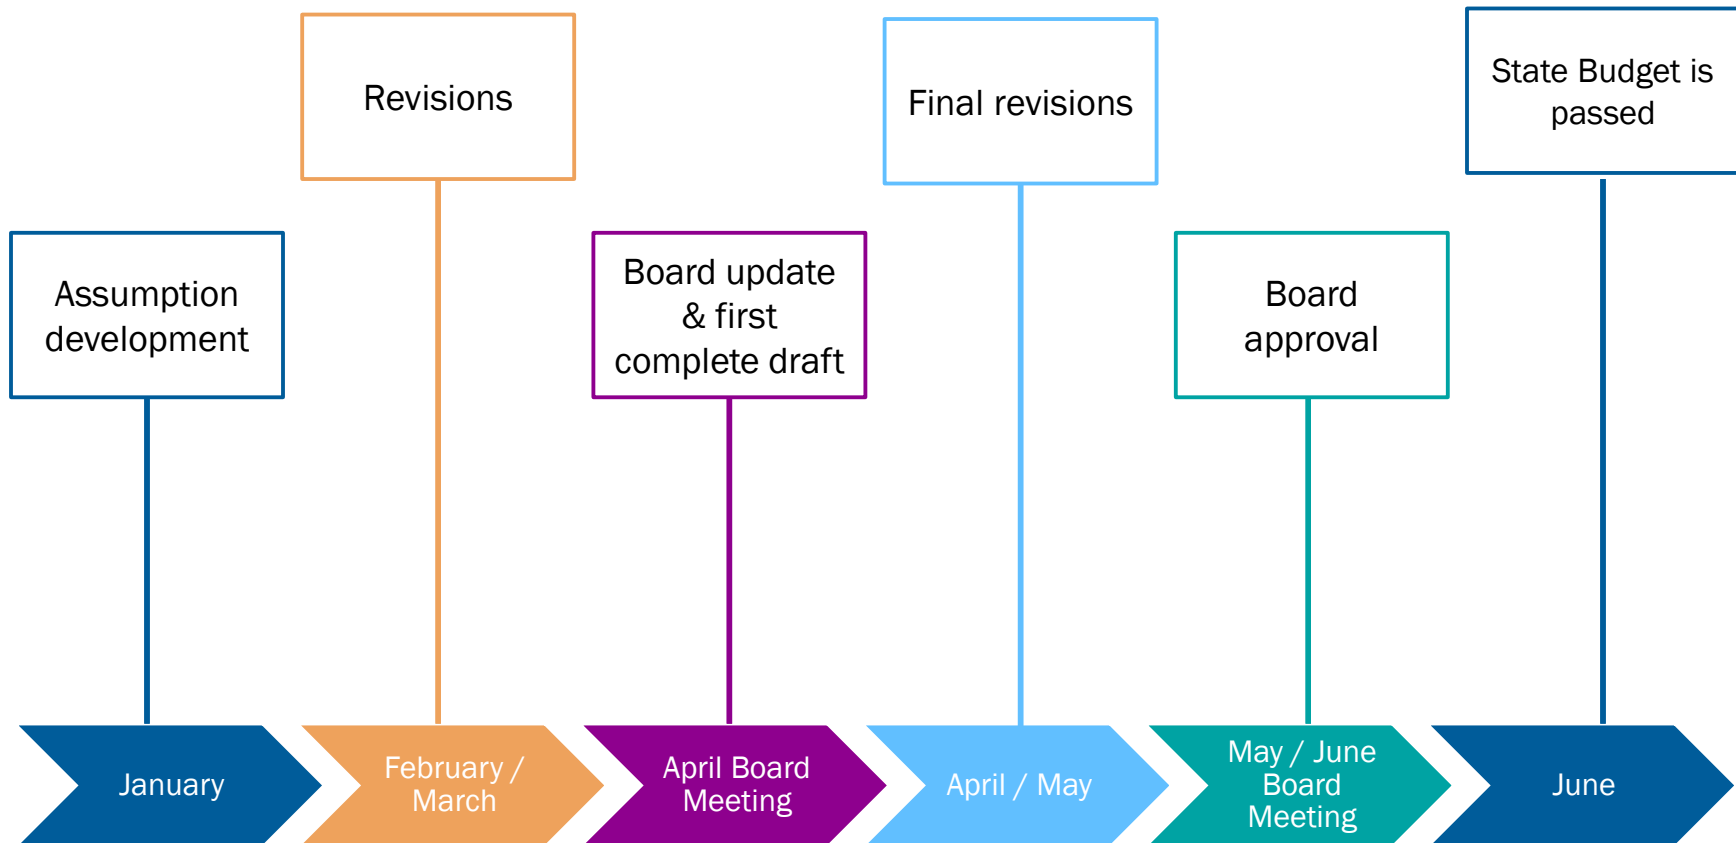 Revisions
Final revisions
State Budget is
passed
Assumption
development
Board update
& first
complete draft
Board
approval
January
February /
March
April Board
Meeting
April / May
May / June
Board
Meeting
June